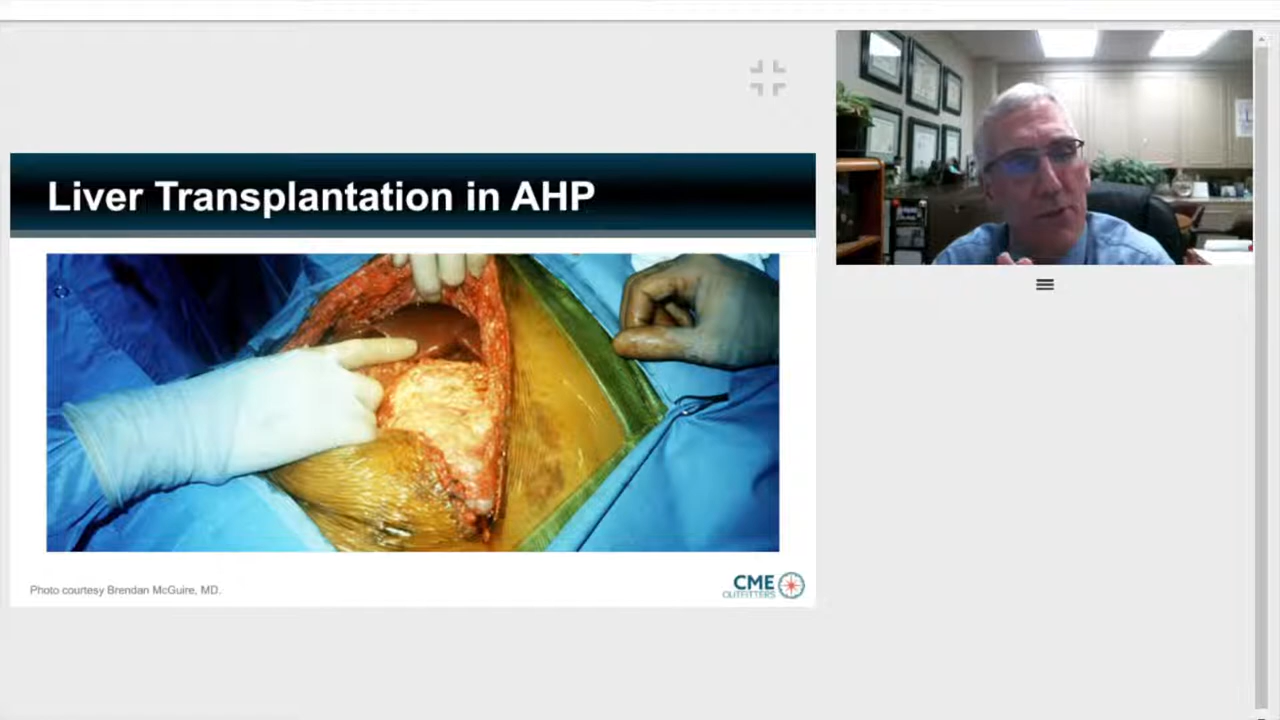 Liver Transplantation in AHP
Photo courtesy Brendan McGuire, MD.
CME
OUTFITTERS